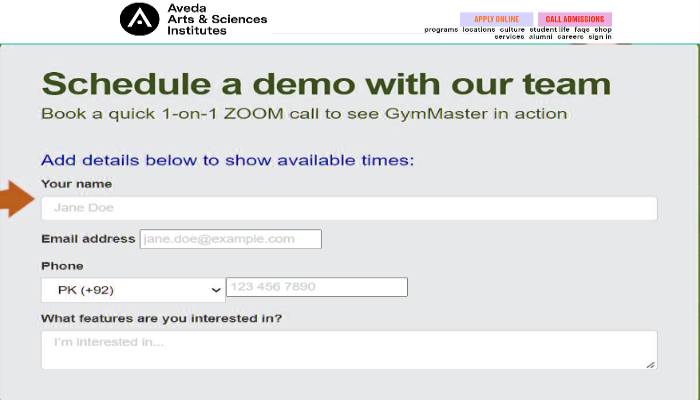 Aveda
Arts & Sciences
Institutes
APPLY ONLINE
CALL ADMISSIONS
programs locations culture student life faqs shop
services alumni careers sign in
Schedule a demo with our team
Book a quick 1-on-1 ZOOM call to see GymMaster in action
Add details below to show available times:
Your name
Jane Doe
Email address jane.doe@example.com
Phone
PK (+92) 123 456 7890
What features are you interested in?
I'm interested in...